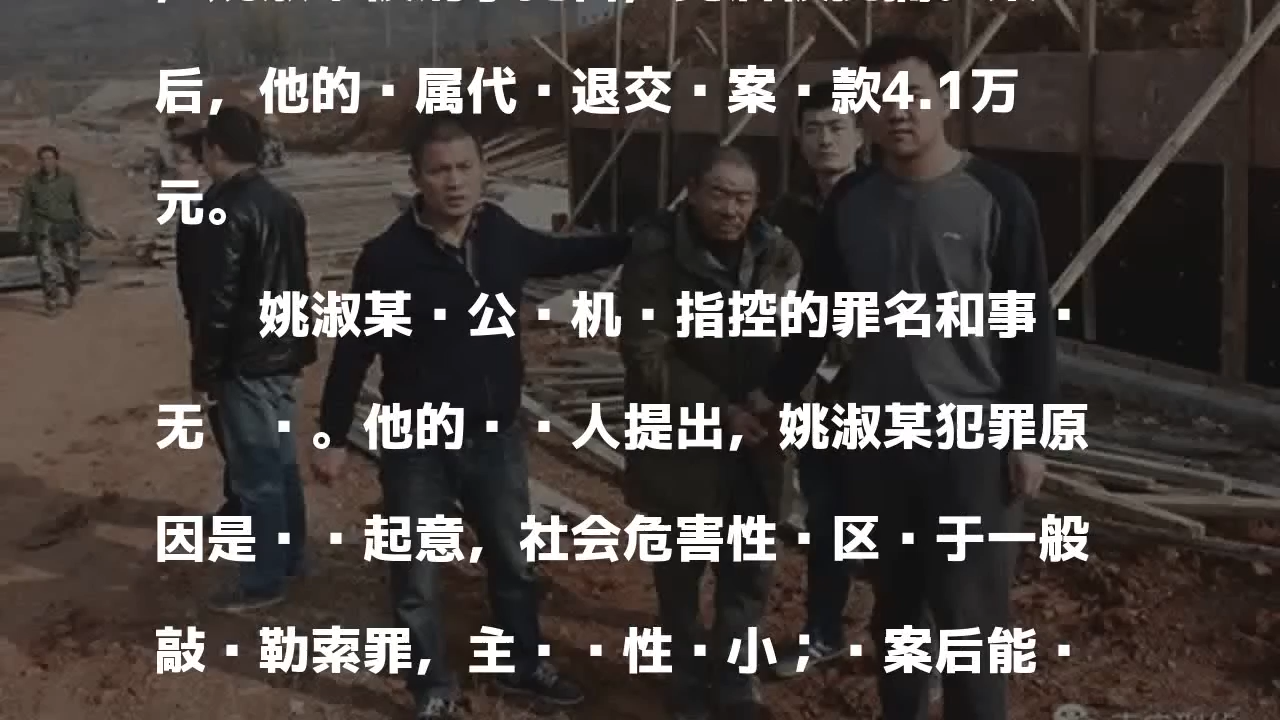 后，他的·属代·退交·案·款4.1万
元。
姚淑某·公·机·指控的罪名和事·
无　·。他的··人提出，姚淑某犯罪原
因是··起意，社会危害性·区·于一般
敲·勒索罪，主··性·小；·案后能·